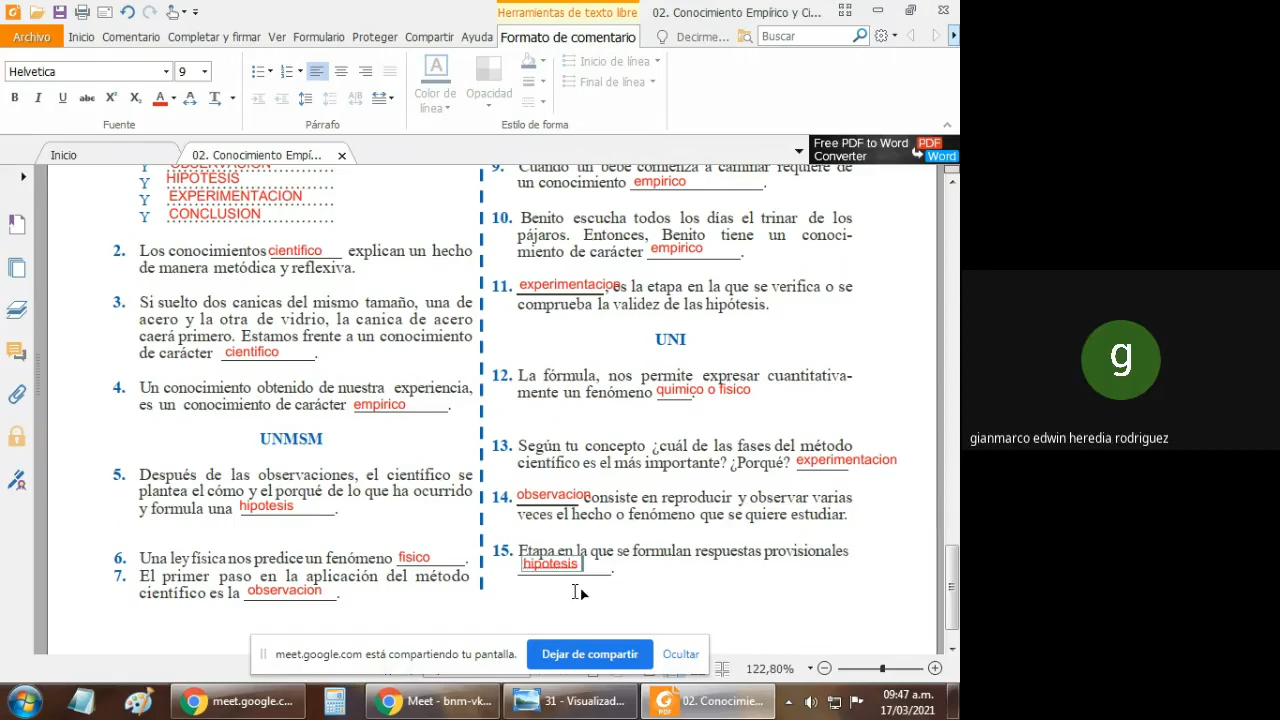 Herramientas de texto libre
02. Conocimiento Empírico y Ci...
Archivo
Inicio Comentario Completar y firmar Ver Formulario Proteger Compartir Ayuda Formato de comentario
Decirme...
Buscar
Helvetica
9
Color de línea
Opacidad
Inicio de línea
Final de línea
Fuente
Párrafo
Estilo de forma
Inicio
02. Conocimiento Empí...
Free PDF to Word
Converter
PDF
Word
OBSERVACION
Y HIPOTESIS
Y EXPERIMENTACION
Y CONCLUSION
2. Los conocimientos cientifico explican un hecho
de manera metódica y reflexiva.
3. Si suelto dos canicas del mismo tamaño, una de
acero y la otra de vidrio, la canica de acero
caerá primero. Estamos frente a un conocimiento
de carácter cientifico.
4. Un conocimiento obtenido de nuestra experiencia,
es un conocimiento de carácter empirico.
UNMSM
5. Después de las observaciones, el científico se
plantea el cómo y el porqué de lo que ha ocurrido
y formula una hipotesis.
6. Una ley física nos predice un fenómeno fisico.
7. El primer paso en la aplicación del método
científico es la observacion.
9. Cuando un bebé comienza a caminar requiere de
un conocimiento empirico.
10. Benito escucha todos los días el trinar de los
pájaros. Entonces, Benito tiene un conoci-
miento de carácter empirico.
11. experimentacion, es la etapa en la que se verifica o se
comprueba la validez de las hipótesis.
UNI
12. La fórmula, nos permite expresar cuantitativa-
mente un fenómeno quimico o fisico.
13. Según tu concepto ¿cuál de las fases del método
científico es el más importante? ¿Porqué? experimentacion
14. observacion consiste en reproducir y observar varias
veces el hecho o fenómeno que se quiere estudiar.
15. Etapa en la que se formulan respuestas provisionales
hipotesis.
meet.google.com está compartiendo tu pantalla.
Dejar de compartir
Ocultar
122,80%
meet.google.c...
Meet - bnm-vk...
31 - Visualizad...
02. Conocimie...
09:47 a.m.
17/03/2021
g
gianmarco edwin heredia rodriguez